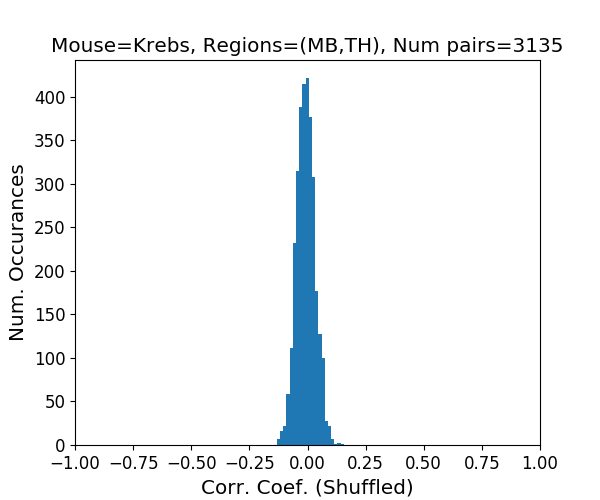 Mouse=Krebs, Regions=(MB,TH), Num pairs=3135
400
350
300
250
200
150
100
50
0
Num. Occurances
−1.00 −0.75 −0.50 −0.25 0.00 0.25 0.50 0.75 1.00
Corr. Coef. (Shuffled)